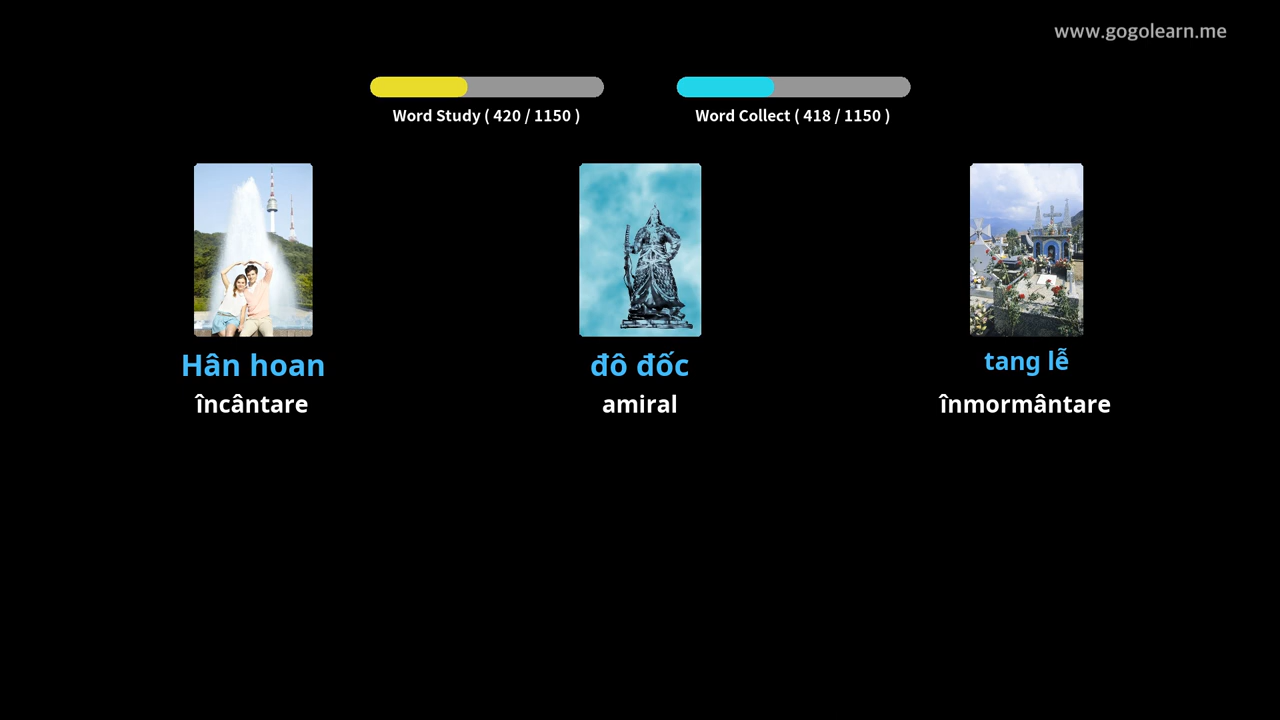 www.gogolearn.me
Word Study ( 420 / 1150 )
Word Collect ( 418 / 1150 )
Hân hoan
đô đốc
tang lễ
încântare
amiral
înmormântare